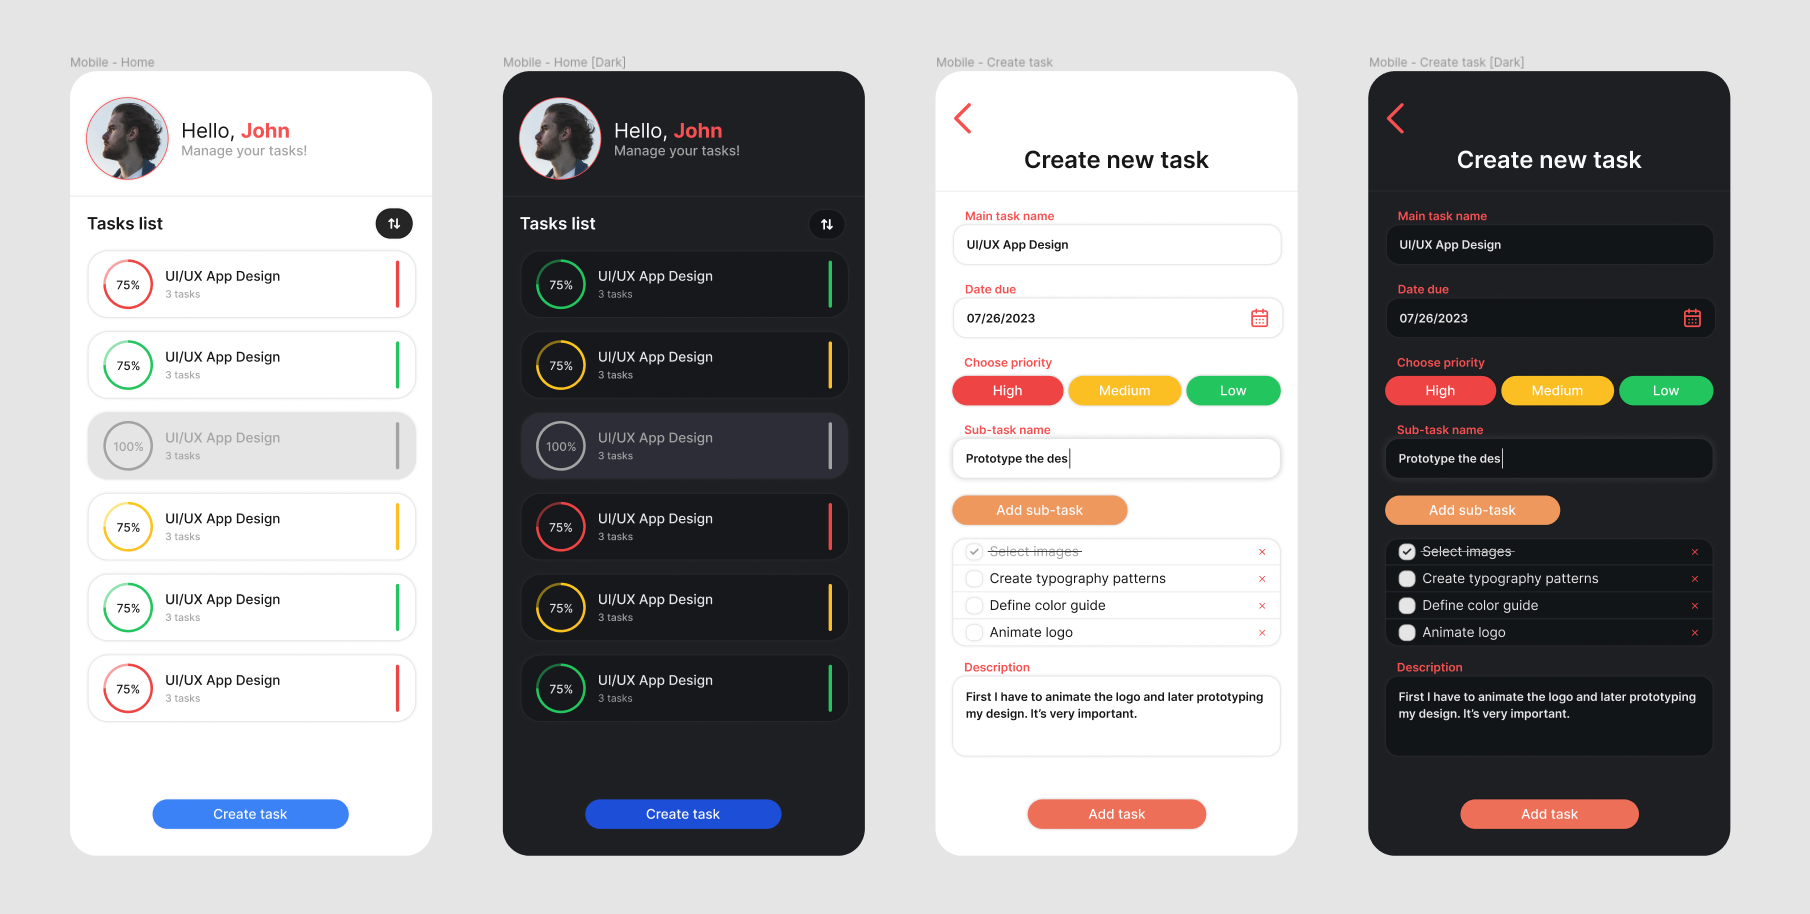 Mobile - Home
Hello, John
Manage your tasks!
Tasks list
75%
UI/UX App Design
3 tasks
75%
UI/UX App Design
3 tasks
100%
UI/UX App Design
3 tasks
75%
UI/UX App Design
3 tasks
75%
UI/UX App Design
3 tasks
75%
UI/UX App Design
3 tasks
Create task
Mobile - Home [Dark]
Hello, John
Manage your tasks!
Tasks list
75%
UI/UX App Design
3 tasks
75%
UI/UX App Design
3 tasks
100%
UI/UX App Design
3 tasks
75%
UI/UX App Design
3 tasks
75%
UI/UX App Design
3 tasks
75%
UI/UX App Design
3 tasks
Create task
Mobile - Create task
Create new task
Main task name
UI/UX App Design
Date due
07/26/2023
Choose priority
High Medium Low
Sub-task name
Prototype the des
Add sub-task
Select images
Create typography patterns
Define color guide
Animate logo
Description
First I have to animate the logo and later prototyping
my design. It's very important.
Add task
Mobile - Create task [Dark]
Create new task
Main task name
UI/UX App Design
Date due
07/26/2023
Choose priority
High Medium Low
Sub-task name
Prototype the des
Add sub-task
Select images
Create typography patterns
Define color guide
Animate logo
Description
First I have to animate the logo and later prototyping
my design. It's very important.
Add task